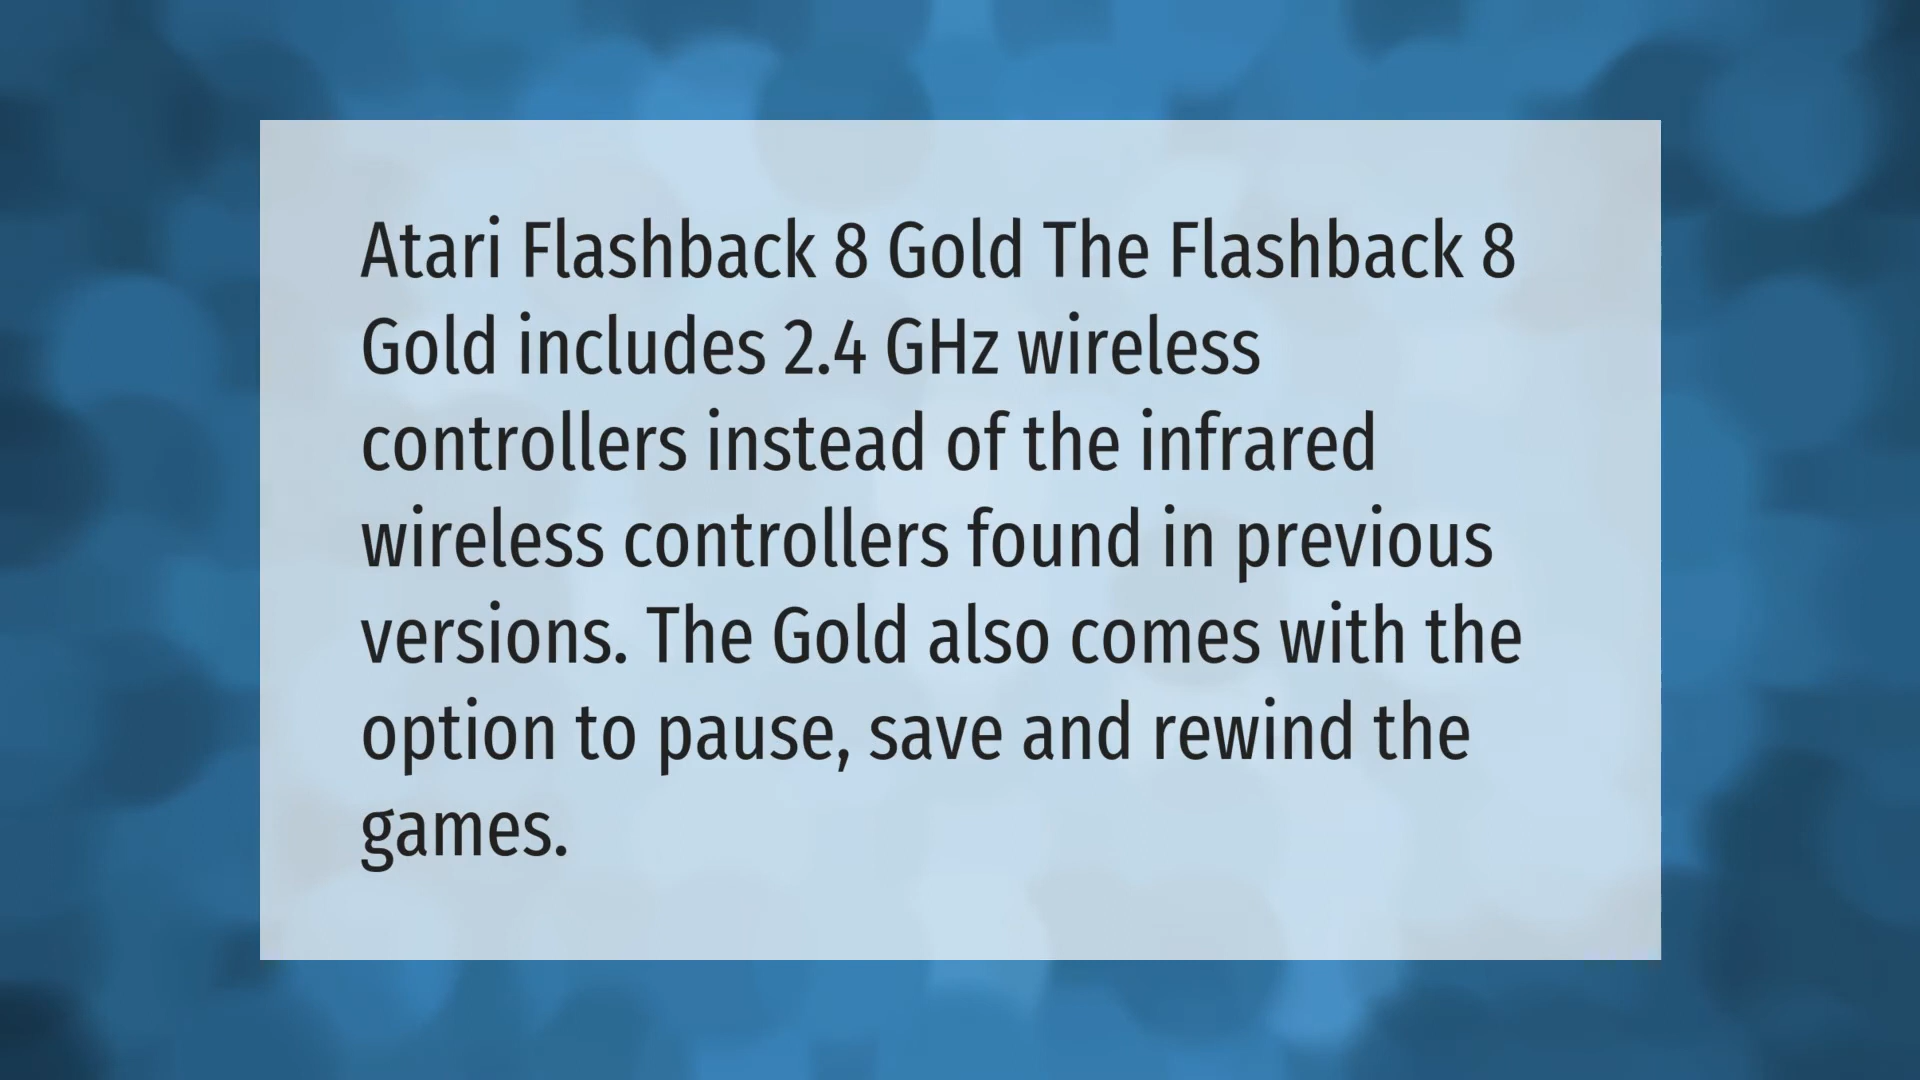 Atari Flashback 8 Gold The Flashback 8
Gold includes 2.4 GHz wireless
controllers instead of the infrared
wireless controllers found in previous
versions. The Gold also comes with the
option to pause, save and rewind the
games.